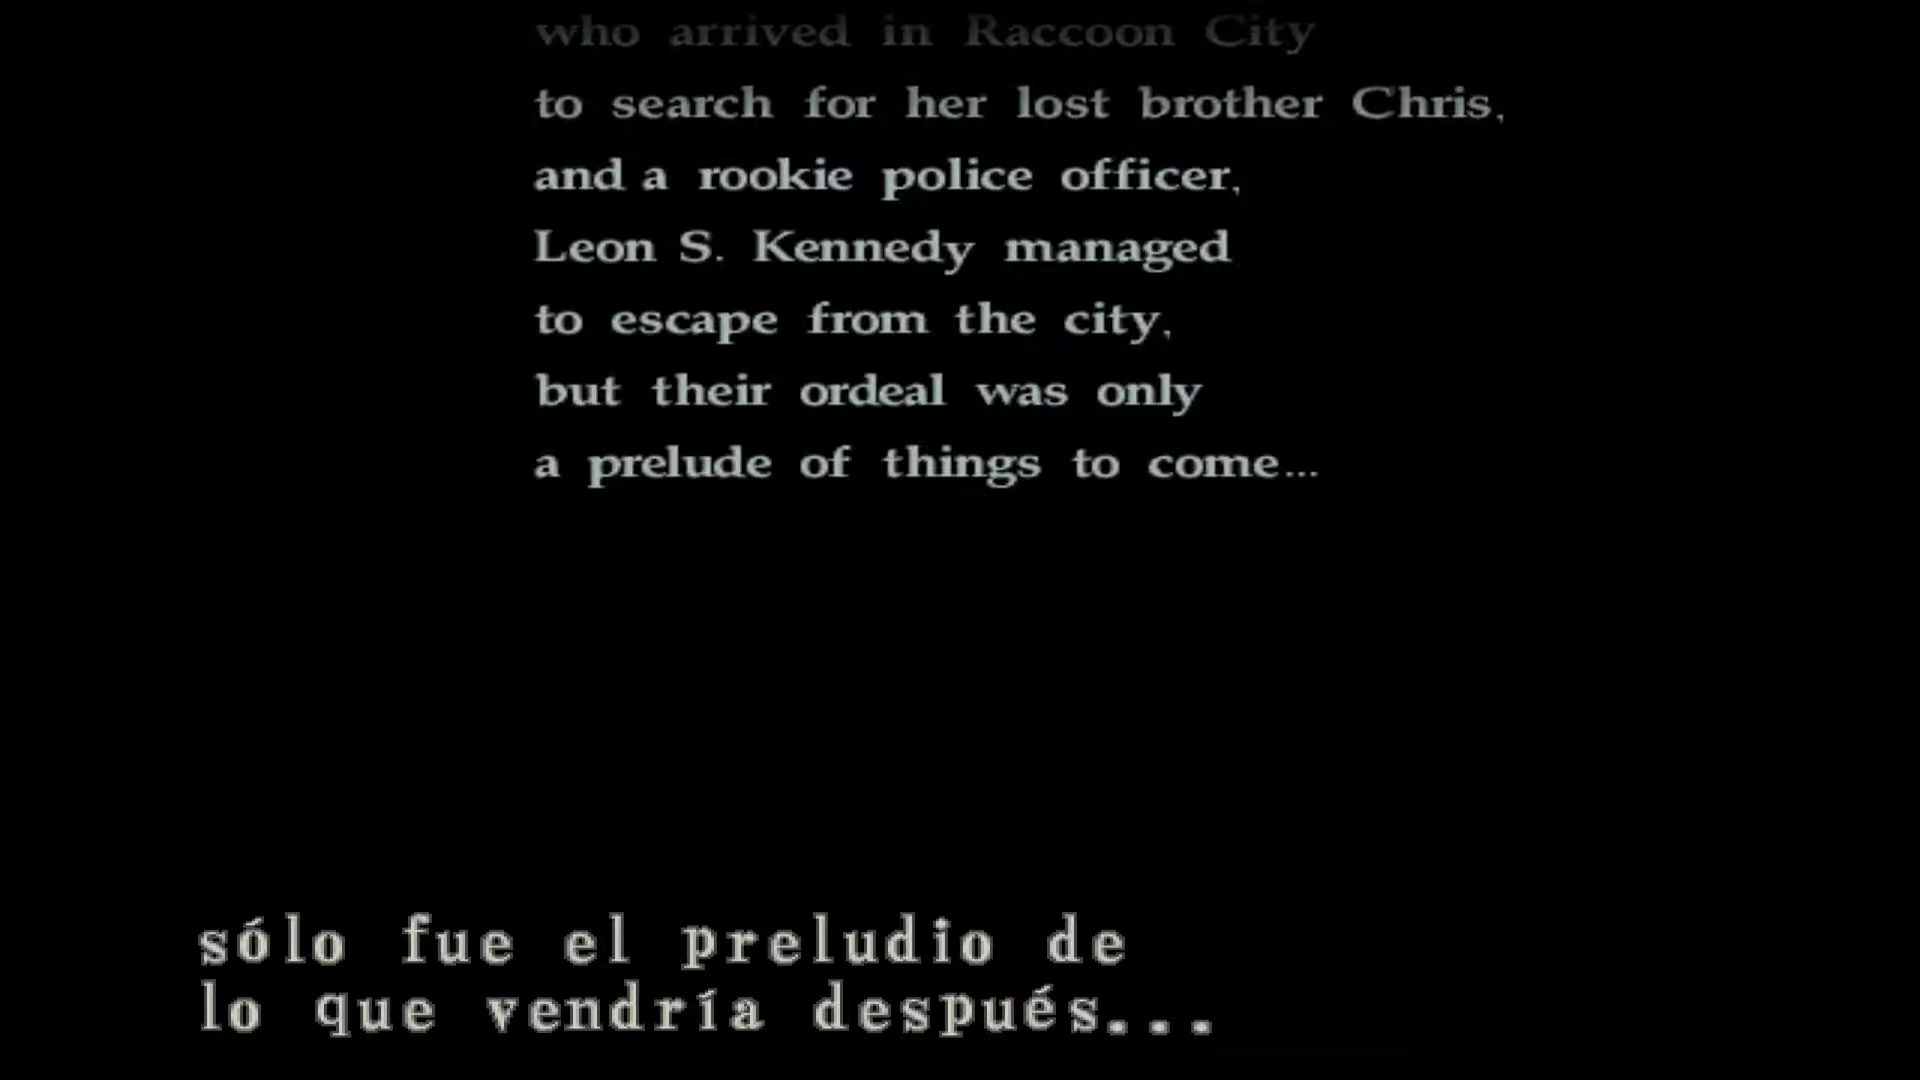 who arrived in Raccoon City
to search for her lost brother Chris,
and a rookie police officer,
Leon S. Kennedy managed
to escape from the city,
but their ordeal was only
a prelude of things to come...
sólo fue el preludio de
lo que vendría después...